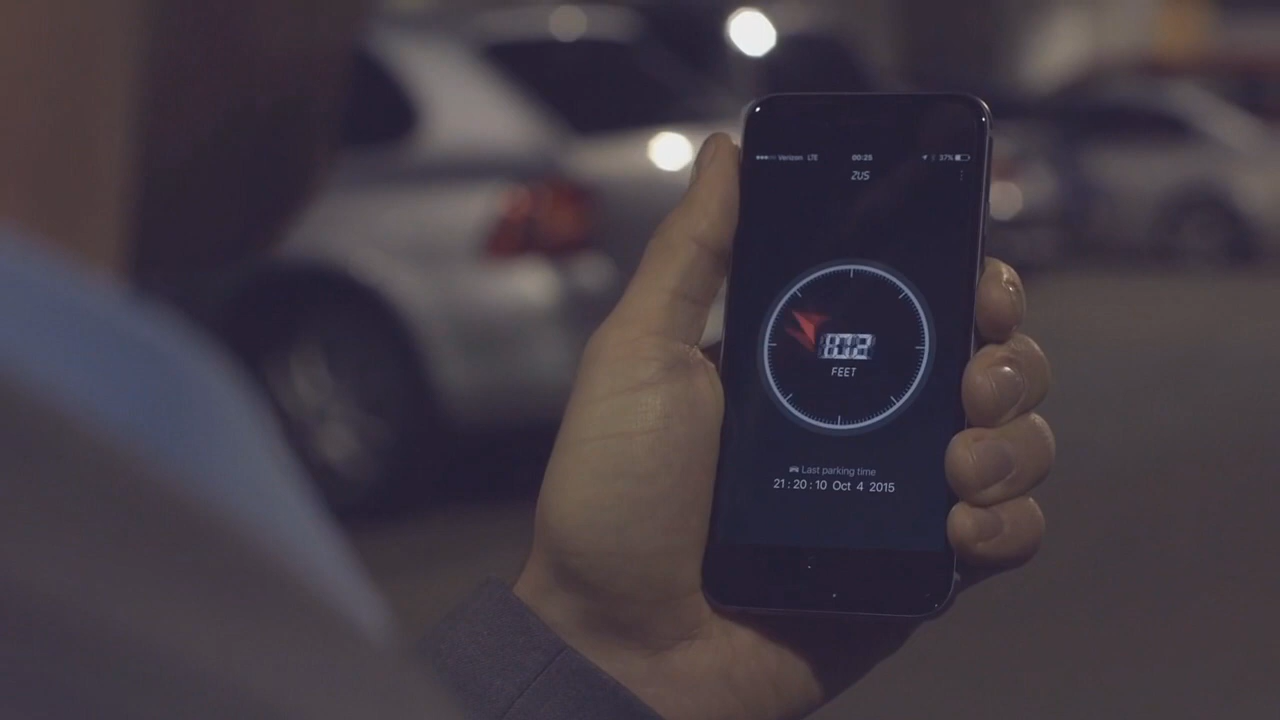 Verizon LTE 00:25 37%
ZUS
FEET
Last parking time
21:20:10 Oct 4 2015